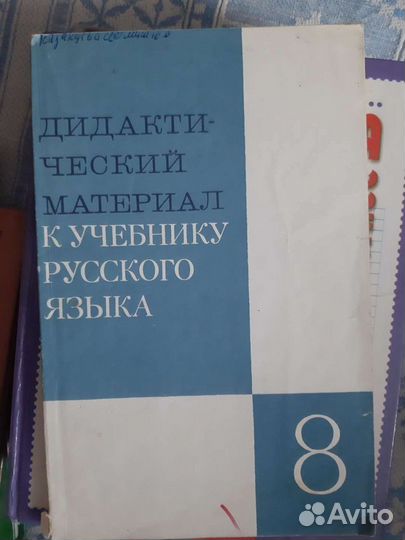 ДИДАКТИ-
ЧЕСКИЙ
МАТЕРИАЛ
К УЧЕБНИКУ
РУССКОГО
ЯЗЫКА
8
Avito